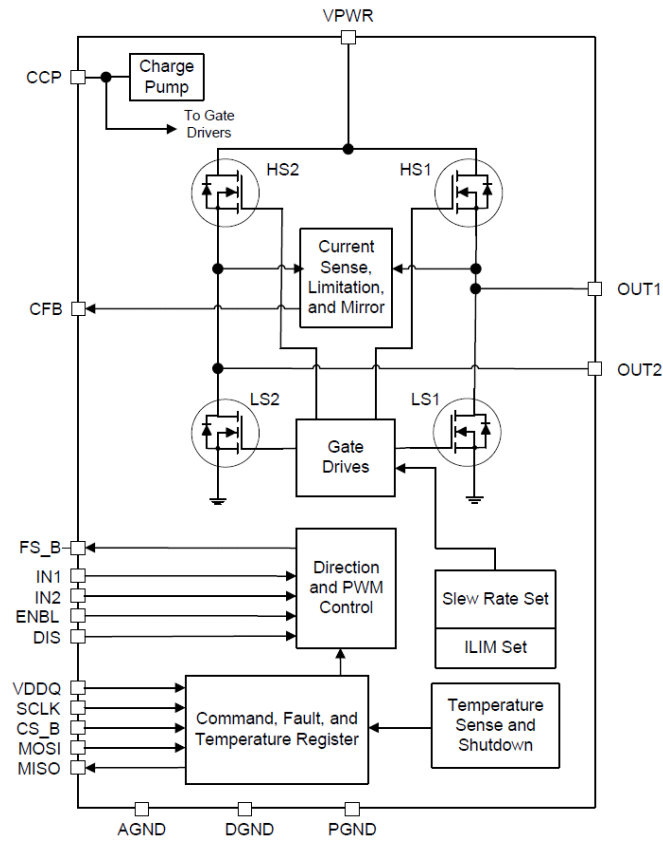 VPWR
CCP
Charge
Pump
To Gate
Drivers
HS2
HS1
Current
Sense,
Limitation,
and Mirror
CFB
OUT1
OUT2
LS2
LS1
Gate
Drives
FS_B
IN1
IN2
ENBL
DIS
Direction
and PWM
Control
Slew Rate Set
ILIM Set
VDDQ
SCLK
CS_B
MOSI
MISO
Command, Fault, and
Temperature Register
Temperature
Sense and
Shutdown
AGND
DGND
PGND